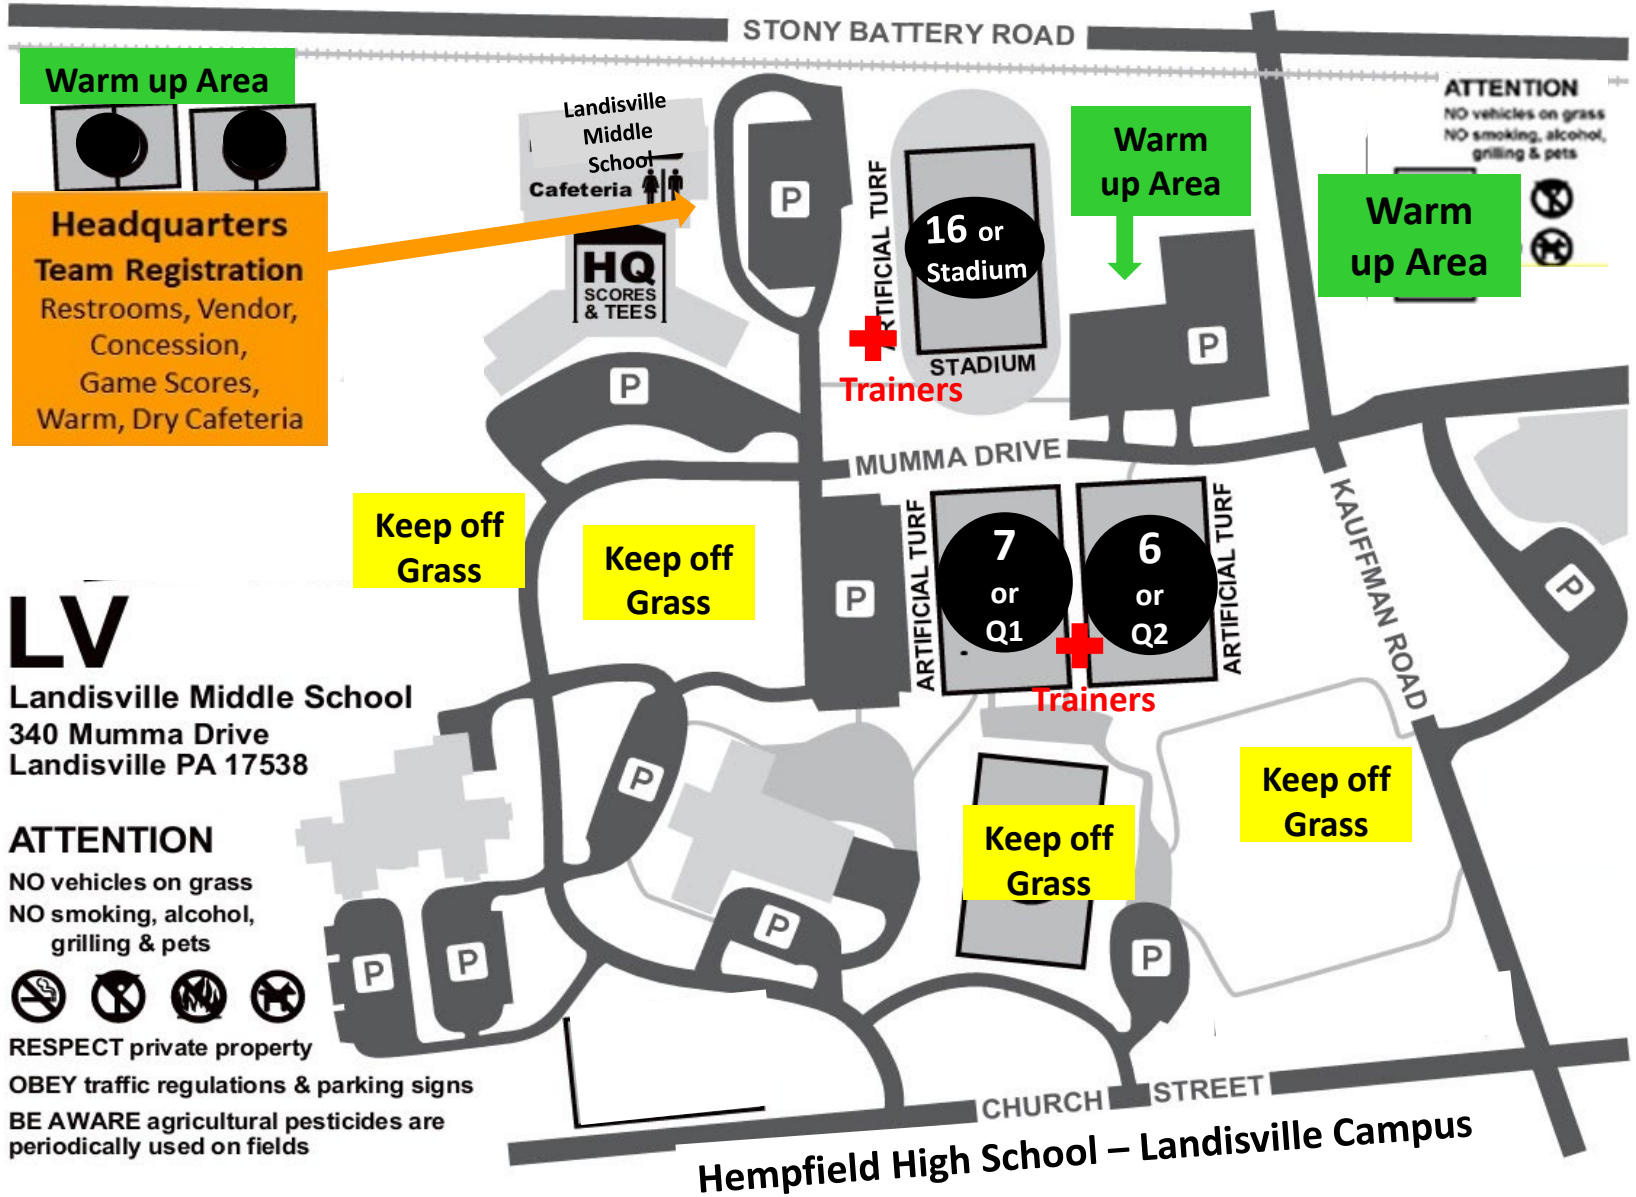 STONY BATTERY ROAD
Warm up Area
Landisville
Middle
School
Cafeteria
HQ
SCORES
& TEES
Headquarters
Team Registration
Restrooms, Vendor,
Concession,
Game Scores,
Warm, Dry Cafeteria
P
P
ARTIFICIAL TURF
16 or
Stadium
STADIUM
Trainers
Warm
up Area
P
ATTENTION
NO vehicles on grass
NO smoking, alcohol,
grilling & pets
Warm
up Area
MUMMA DRIVE
KAUFFMAN ROAD
Keep off
Grass
Keep off
Grass
P
ARTIFICIAL TURF
7
or
Q1
6
or
Q2
ARTIFICIAL TURF
Trainers
P
LV
Landisville Middle School
340 Mumma Drive
Landisville PA 17538
P
Keep off
Grass
Keep off
Grass
ATTENTION
NO vehicles on grass
NO smoking, alcohol,
grilling & pets
P
P
P
P
RESPECT private property
OBEY traffic regulations & parking signs
BE AWARE agricultural pesticides are
periodically used on fields
CHURCH STREET
Hempfield High School – Landisville Campus